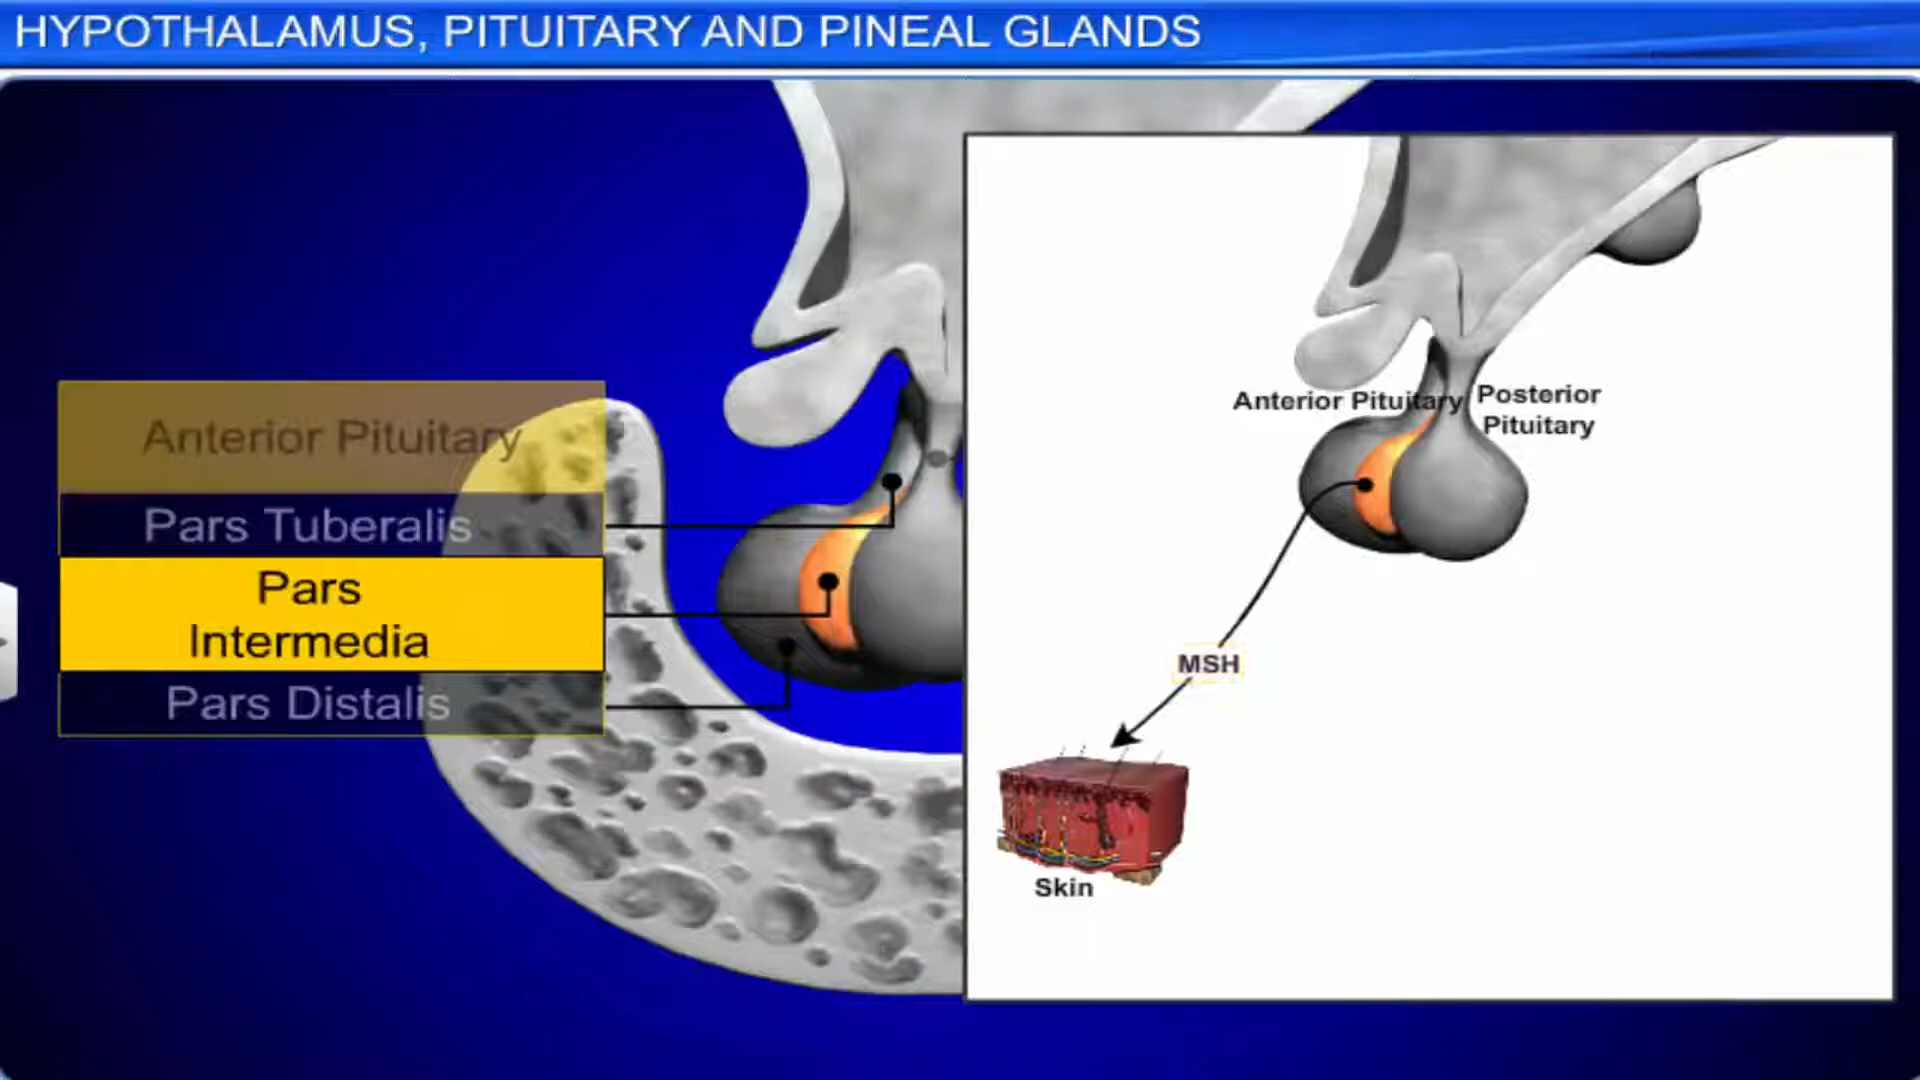 HYPOTHALAMUS, PITUITARY AND PINEAL GLANDS
Anterior Pituitary
Pars Tuberalis
Pars
Intermedia
Pars Distalis
Anterior Pituitary
Posterior
Pituitary
MSH
Skin